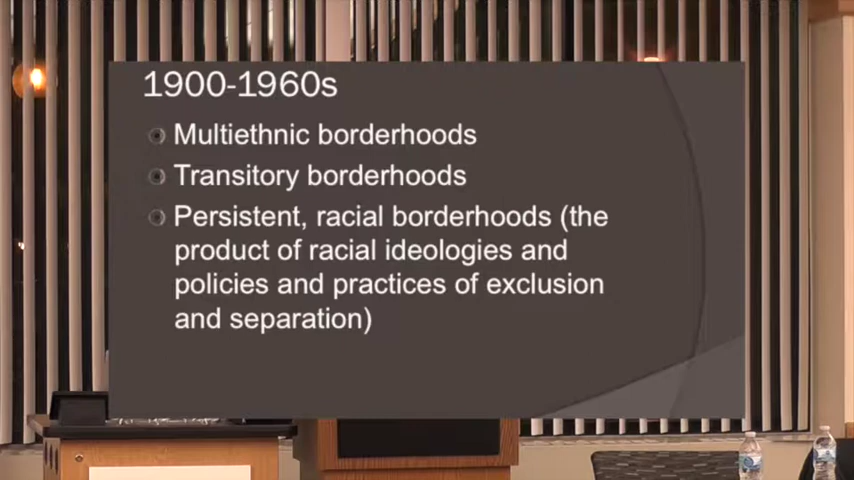 1900-1960s
Multiethnic borderhoods
Transitory borderhoods
Persistent, racial borderhoods (the
product of racial ideologies and
policies and practices of exclusion
and separation)